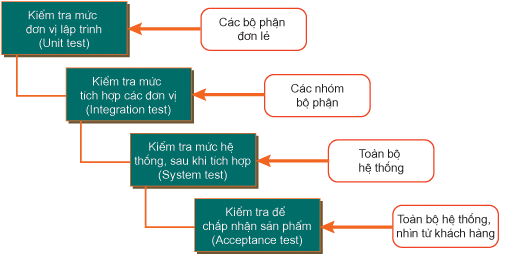 Kiểm tra mức
đơn vị lập trình
(Unit test)
Các bộ phận
đơn lẻ
Kiểm tra mức
tích hợp các đơn vị
(Integration test)
Các nhóm
bộ phận
Kiểm tra mức hệ
thống, sau khi tích hợp
(System test)
Toàn bộ
hệ thống
Kiểm tra để
chấp nhận sản phẩm
(Acceptance test)
Toàn bộ hệ thống,
nhìn từ khách hàng